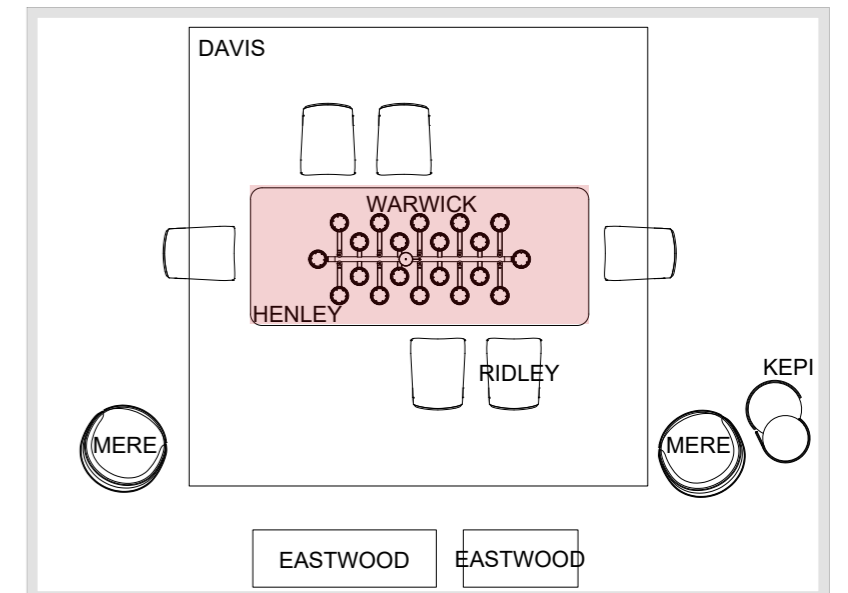 DAVIS
WARWICK
HENLEY
RIDLEY
KEPI
MERE
MERE
EASTWOOD
EASTWOOD